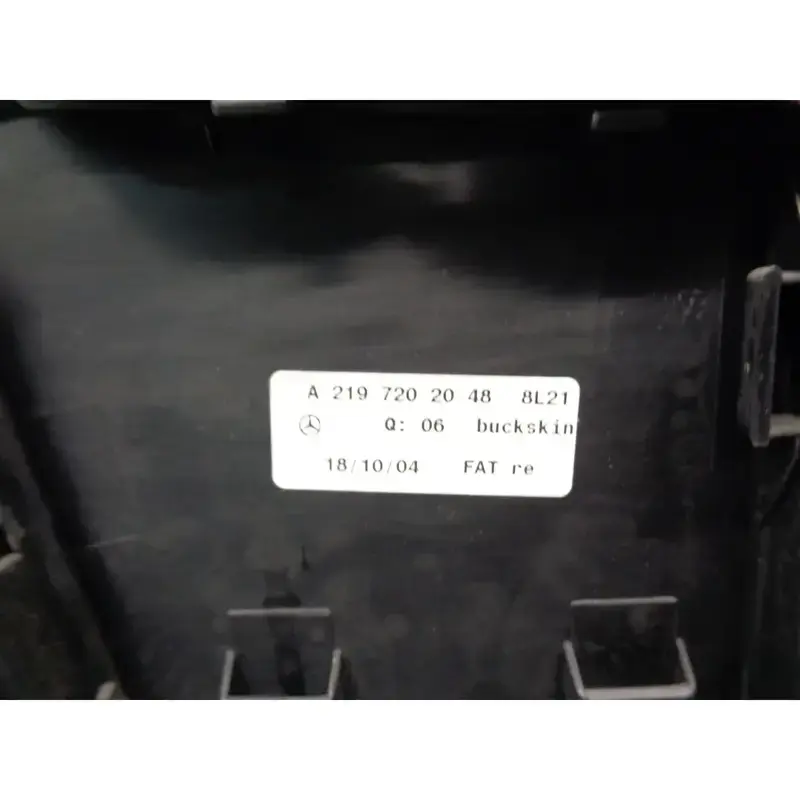 A 219 720 20 48 8L21
Q: 06 buckskin
18/10/04 FAT re